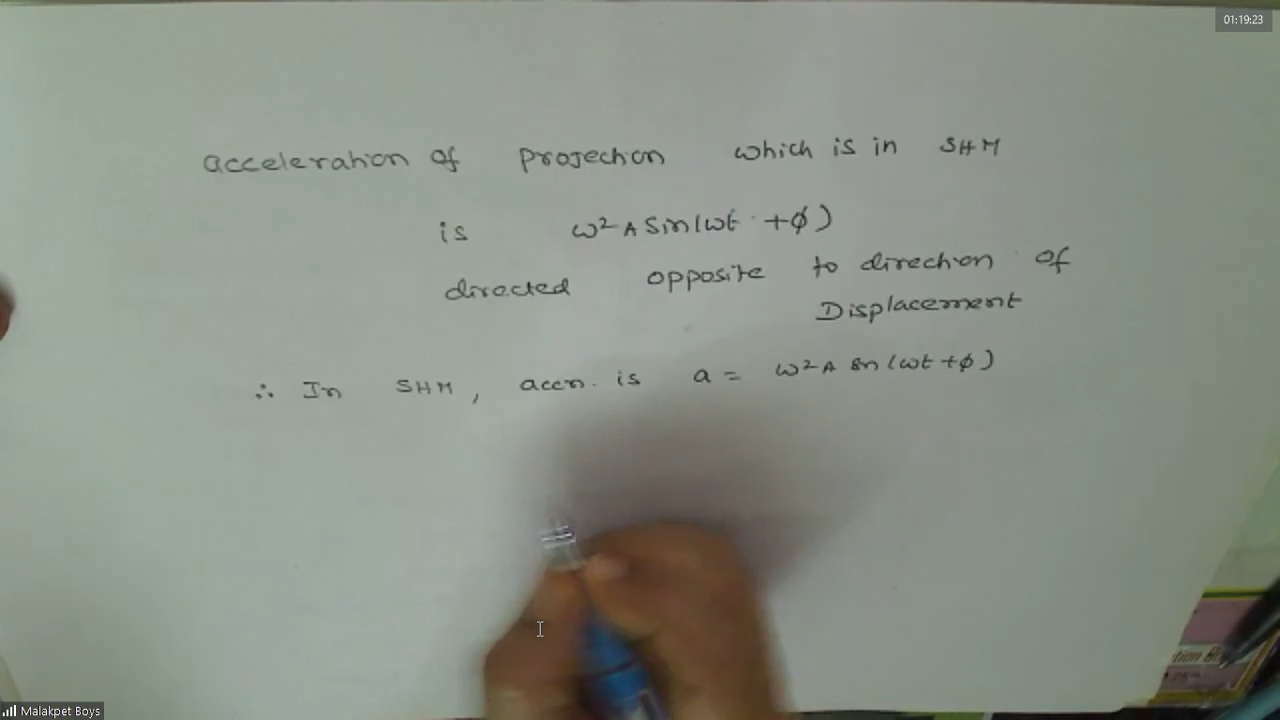 01:19:23
acceleration of projection which is in SHM
is ω²A Sin(ωt +ϕ)
directed opposite to direction of
Displacement
∴ In SHM, accn. is a = ω²A sin(ωt+ϕ)
Malakpet Boys